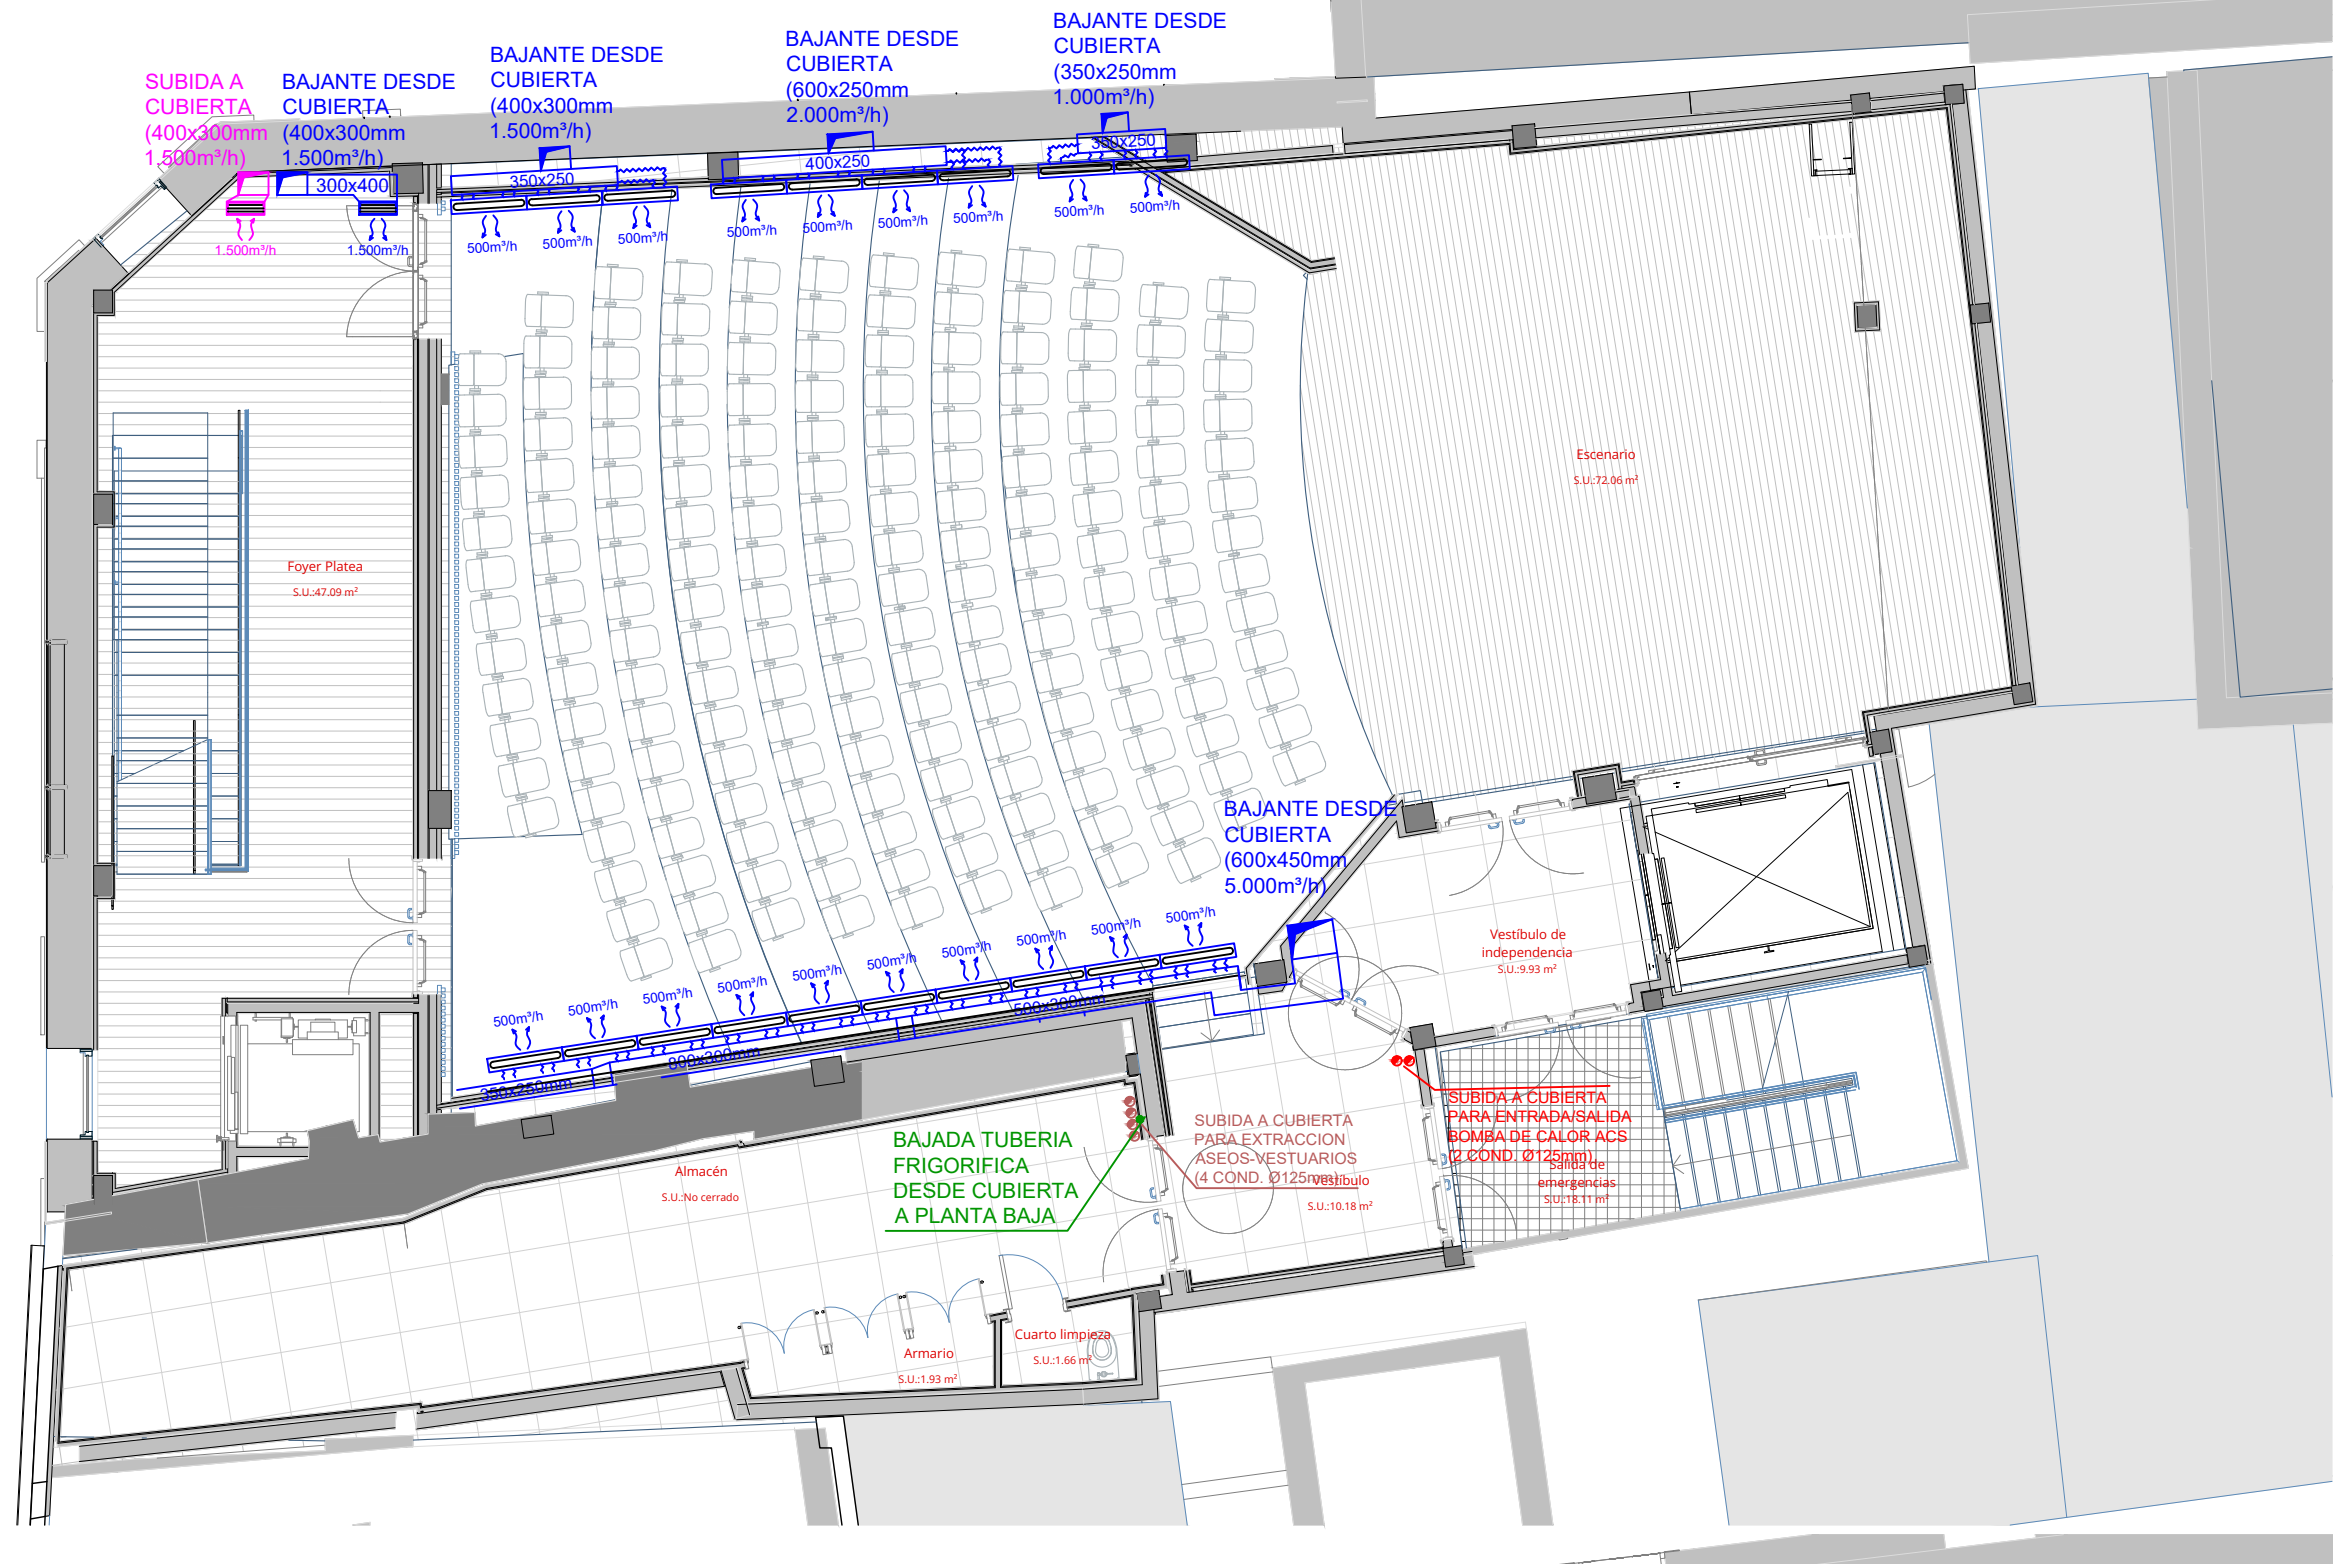 SUBIDA A
CUBIERTA
(400x300mm
1.500m³/h)
BAJANTE DESDE
CUBIERTA
(400x300mm
1.500m³/h)
BAJANTE DESDE
CUBIERTA
(400x300mm
1.500m³/h)
BAJANTE DESDE
CUBIERTA
(600x250mm
2.000m³/h)
BAJANTE DESDE
CUBIERTA
(350x250mm
1.000m³/h)
300x400
350x250
400x250
350x250
1.500m³/h
1.500m³/h
500m³/h
500m³/h
500m³/h
500m³/h
500m³/h
500m³/h
500m³/h
500m³/h
500m³/h
Escenario
S.U.:72.06 m²
Foyer Platea
S.U.:47.09 m²
BAJANTE DESDE
CUBIERTA
(600x450mm
5.000m³/h)
500m³/h
500m³/h
500m³/h
500m³/h
500m³/h
500m³/h
500m³/h
500m³/h
500m³/h
500m³/h
350x250mm
800x300mm
500x300mm
Vestíbulo de
independencia
S.U.:9.93 m²
SUBIDA A CUBIERTA
PARA ENTRADA/SALIDA
BOMBA DE CALOR ACS
(2 COND. Ø125mm)
Salida de
emergencias
S.U.:18.11 m²
SUBIDA A CUBIERTA
PARA EXTRACCION
ASEOS-VESTUARIOS
(4 COND. Ø125mm)
Vestíbulo
S.U.:10.18 m²
BAJADA TUBERIA
FRIGORIFICA
DESDE CUBIERTA
A PLANTA BAJA
Almacén
S.U.:No cerrado
Armario
S.U.:1.93 m²
Cuarto limpieza
S.U.:1.66 m²